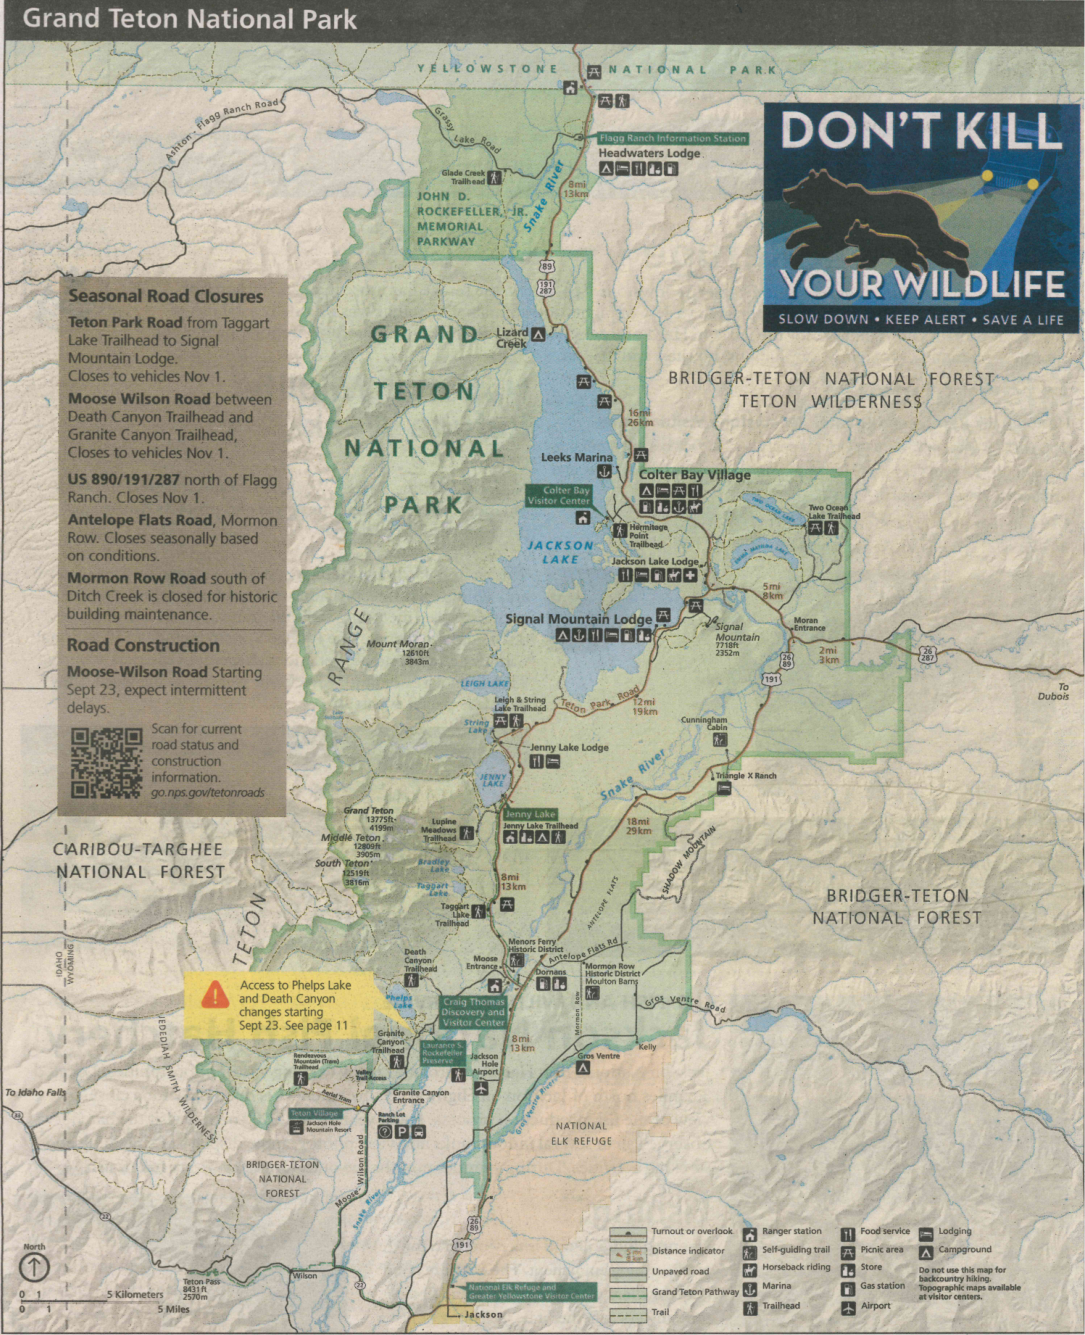 Grand Teton National Park
YELLOWSTONE NATIONAL PARK
Ashton - Flagg Ranch Road
Grassy Lake Road
Flagg Ranch Information Station
Headwaters Lodge
Glade Creek
Trailhead
8mi
13km
Snake River
JOHN D.
ROCKEFELLER, JR.
MEMORIAL
PARKWAY
DON'T KILL
YOUR WILDLIFE
SLOW DOWN • KEEP ALERT • SAVE A LIFE
89
191
287
Seasonal Road Closures
Teton Park Road from Taggart
Lake Trailhead to Signal
Mountain Lodge.
Closes to vehicles Nov 1.
Moose Wilson Road between
Death Canyon Trailhead and
Granite Canyon Trailhead,
Closes to vehicles Nov 1.
US 890/191/287 north of Flagg
Ranch. Closes Nov 1.
Antelope Flats Road, Mormon
Row. Closes seasonally based
on conditions.
Mormon Row Road south of
Ditch Creek is closed for historic
building maintenance.
Road Construction
Moose-Wilson Road Starting
Sept 23, expect intermittent
delays.
Scan for current
road status and
construction
information.
go.nps.gov/tetonroads
GRAND
TETON
NATIONAL
PARK
Lizard
Creek
BRIDGER-TETON NATIONAL FOREST
TETON WILDERNESS
16mi
26km
Leeks Marina
Colter Bay Village
Colter Bay
Visitor Center
Hermitage
Point
Trailhead
TWO OCEAN LAKE
Two Ocean
Lake Trailhead
EMMA MATILDA LAKE
JACKSON
LAKE
Jackson Lake Lodge
5mi
8km
Signal Mountain Lodge
Signal
Mountain
7718ft
2352m
Moran
Entrance
2mi
3km
26
287
26
89
191
To
Dubois
RANGE
Mount Moran
12610ft
3843m
LEIGH LAKE
Leigh & String
Lake Trailhead
String
Lake
Teton Park Road
12mi
19km
Cunningham
Cabin
Jenny Lake Lodge
JENNY
LAKE
Snake River
Triangle X Ranch
Jenny Lake
Jenny Lake Trailhead
Grand Teton
13775ft
4199m
Middle Teton
12809ft
3905m
South Teton
12519ft
3816m
Lupine
Meadows
Trailhead
18mi
29km
SHADOW MOUNTAIN
CARIBOU-TARGHEE
NATIONAL FOREST
Bradley
Lake
Taggart
Lake
8mi
13km
Taggart
Lake
Trailhead
ANTELOPE FLATS
BRIDGER-TETON
NATIONAL FOREST
TETON
IDAHO
WYOMING
Death
Canyon
Trailhead
Moose
Entrance
Menors Ferry
Historic District
Antelope Flats Rd
Dornans
Mormon Row
Historic District
Moulton Barns
Mormon Row
Gros Ventre Road
Access to Phelps Lake
and Death Canyon
changes starting
Sept 23. See page 11
Phelps
Lake
Craig Thomas
Discovery and
Visitor Center
Granite
Canyon
Trailhead
Laurance S.
Rockefeller
Preserve
8mi
13km
Jackson
Hole
Airport
Gros Ventre
Kelly
JEDEDIAH SMITH WILDERNESS
Rendezvous
Mountain (Tram)
Trailhead
Valley
Trail Access
Aerial Tram
Granite Canyon
Entrance
Teton Village
Jackson Hole
Mountain Resort
Ranch Lot
Parking
Gros Ventre River
To Idaho Falls
33
NATIONAL
ELK REFUGE
BRIDGER-TETON
NATIONAL
FOREST
Moose-Wilson Road
Snake River
22
26
89
191
North
0 1 5 Kilometers
0 1 5 Miles
Teton Pass
8431ft
2570m
Wilson
22
National Elk Refuge and
Greater Yellowstone Visitor Center
Jackson
Turnout or overlook
Distance indicator
Unpaved road
Grand Teton Pathway
Trail
Ranger station
Self-guiding trail
Horseback riding
Marina
Trailhead
Food service
Picnic area
Store
Gas station
Airport
Lodging
Campground
Do not use this map for
backcountry hiking.
Topographic maps available
at visitor centers.